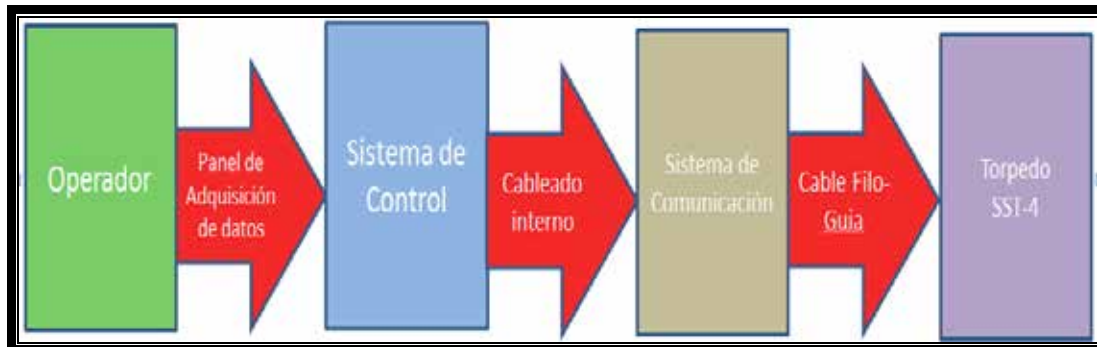 Operador
Panel de
Adquisición
de datos
Sistema de
Control
Cableado
interno
Sistema de
Comunicación
Cable Filo-
Guia
Torpedo
SST-4